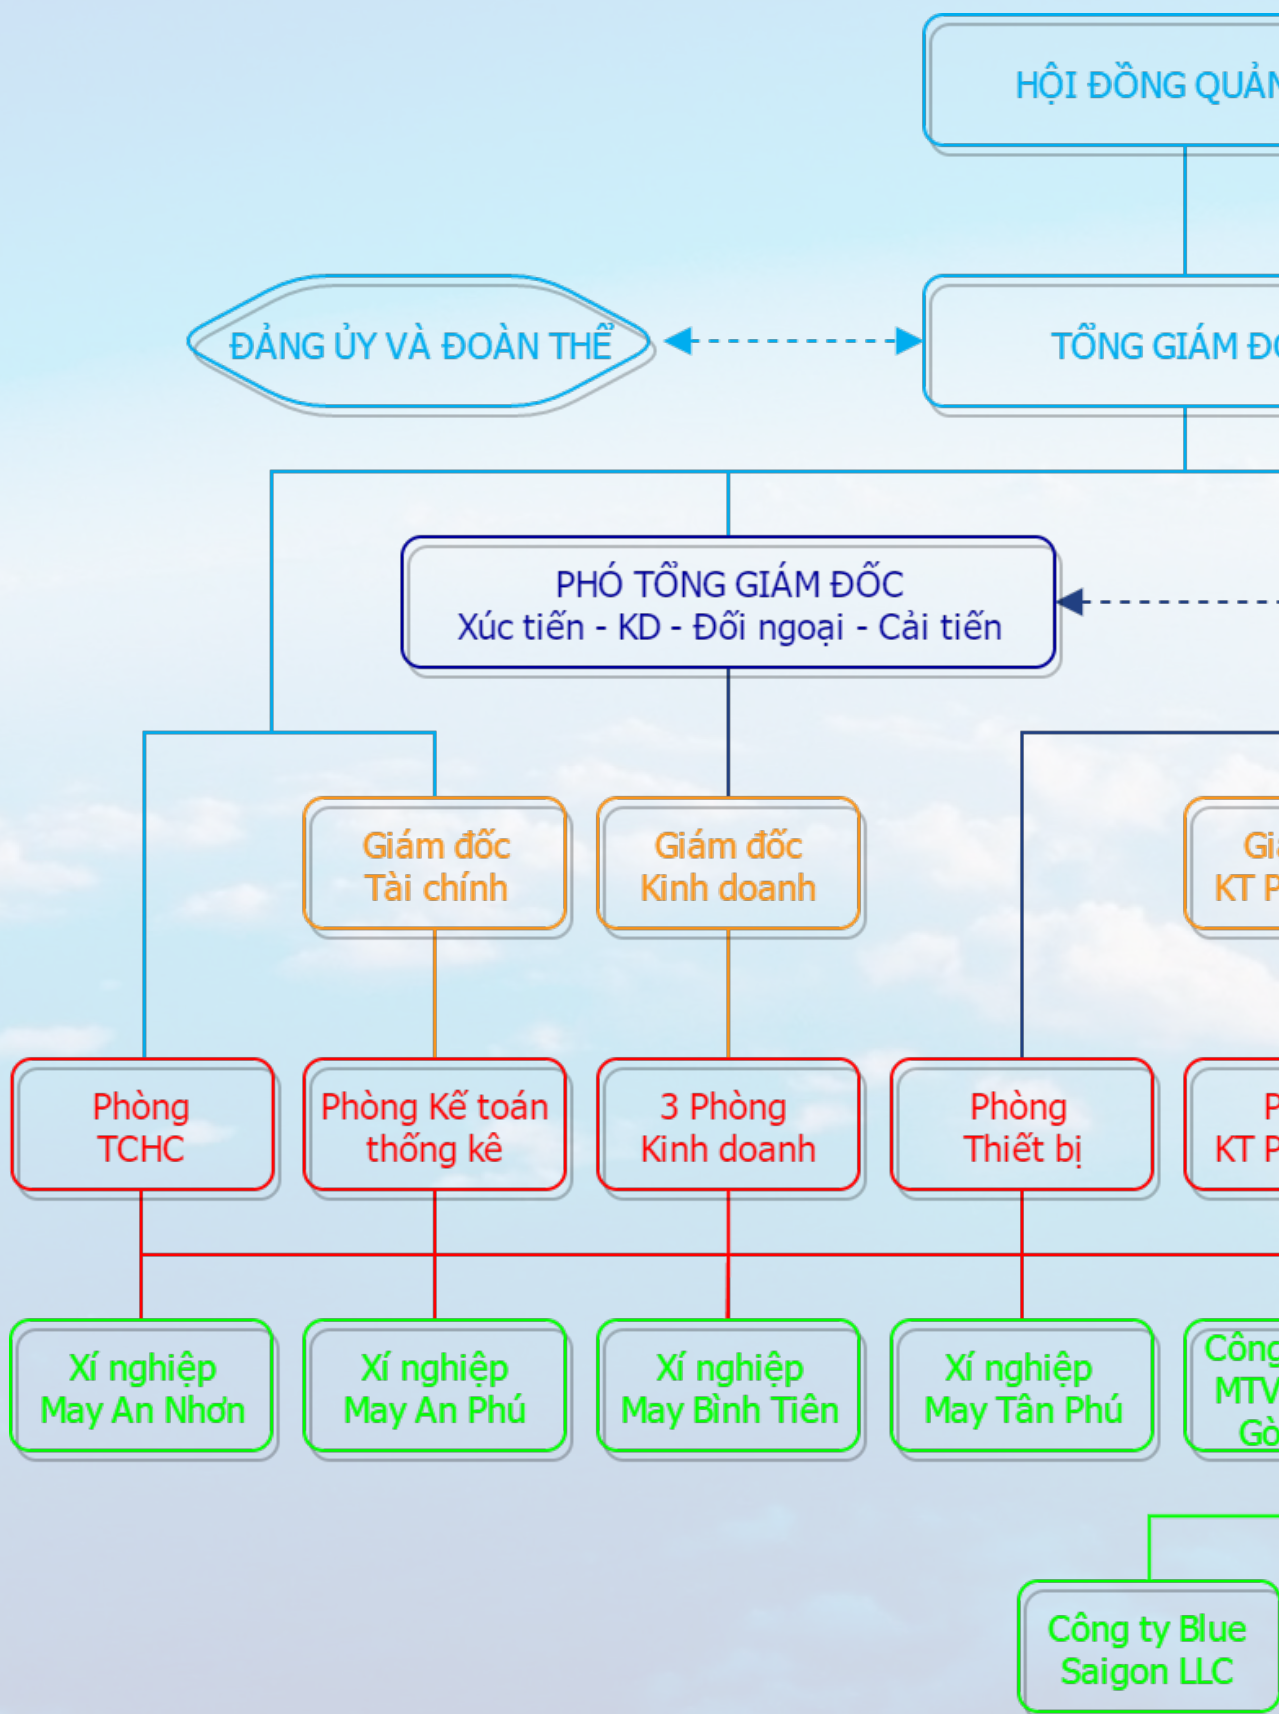 HỘI ĐỒNG QUẢN
ĐẢNG ỦY VÀ ĐOÀN THỂ
TỔNG GIÁM
PHÓ TỔNG GIÁM ĐỐC
Xúc tiến - KD - Đối ngoại - Cải tiến
Giám đốc
Tài chính
Giám đốc
Kinh doanh
KT
Phòng
TCHC
Phòng Kế toán
thống kê
3 Phòng
Kinh doanh
Phòng
Thiết bị
KT
Xí nghiệp
May An Nhơn
Xí nghiệp
May An Phú
Xí nghiệp
May Bình Tiên
Xí nghiệp
May Tân Phú
Công
MTV
Công ty Blue
Saigon LLC